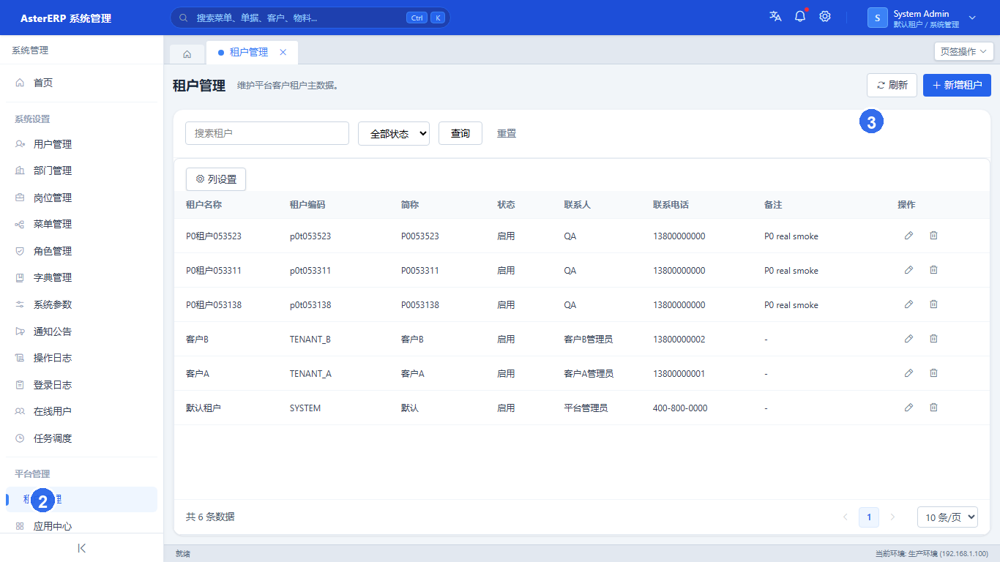 AsterERP 系统管理
搜索菜单、单据、客户、物料... Ctrl K
S
System Admin
默认租户 / 系统管理
系统管理
首页
系统设置
用户管理
部门管理
岗位管理
菜单管理
角色管理
字典管理
系统参数
通知公告
操作日志
登录日志
在线用户
任务调度
平台管理
租 2 理
应用中心
租户管理
页签操作
租户管理 维护平台客户租户主数据。
刷新 新增租户
3
搜索租户 全部状态 查询 重置
列设置
租户名称 租户编码 简称 状态 联系人 联系电话 备注 操作
P0租户053523 p0t053523 P0053523 启用 QA 13800000000 P0 real smoke
P0租户053311 p0t053311 P0053311 启用 QA 13800000000 P0 real smoke
P0租户053138 p0t053138 P0053138 启用 QA 13800000000 P0 real smoke
客户B TENANT_B 客户B 启用 客户B管理员 13800000002 -
客户A TENANT_A 客户A 启用 客户A管理员 13800000001 -
默认租户 SYSTEM 默认 启用 平台管理员 400-800-0000 -
共 6 条数据 1 10 条/页
就绪 当前环境: 生产环境 (192.168.1.100)